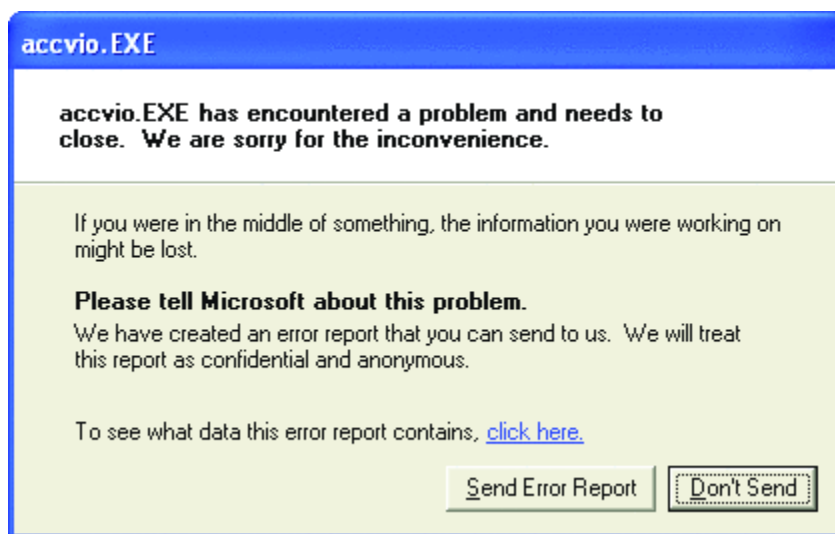 accvio.EXE
accvio.EXE has encountered a problem and needs to
close.  We are sorry for the inconvenience.
If you were in the middle of something, the information you were working on
might be lost.
Please tell Microsoft about this problem.
We have created an error report that you can send to us.  We will treat
this report as confidential and anonymous.
To see what data this error report contains, click here.
Send Error Report
Don't Send